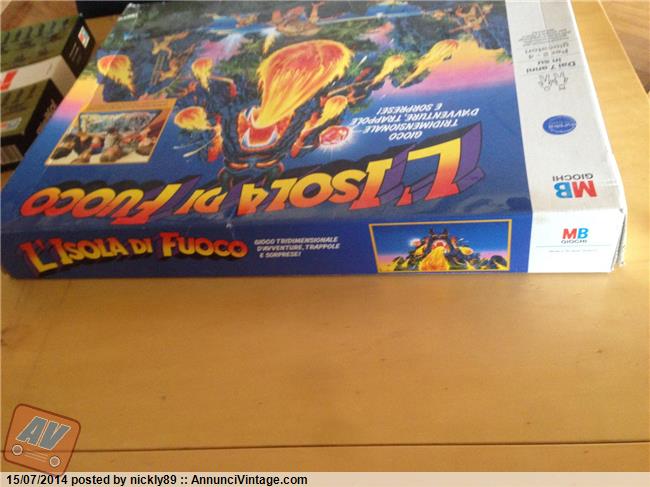 L'ISOLA DI FUOCO
GIOCO TRIDIMENSIONALE
D'AVVENTURE, TRAPPOLE
E SORPRESE!
MB
GIOCHI
Dai 7 anni
in su
Per 2-4
giocatori
L'ISOLA DI FUOCO
GIOCO TRIDIMENSIONALE
D'AVVENTURE, TRAPPOLE
E SORPRESE!
MB
GIOCHI
AV
15/07/2014 posted by nickly89 :: AnnunciVintage.com